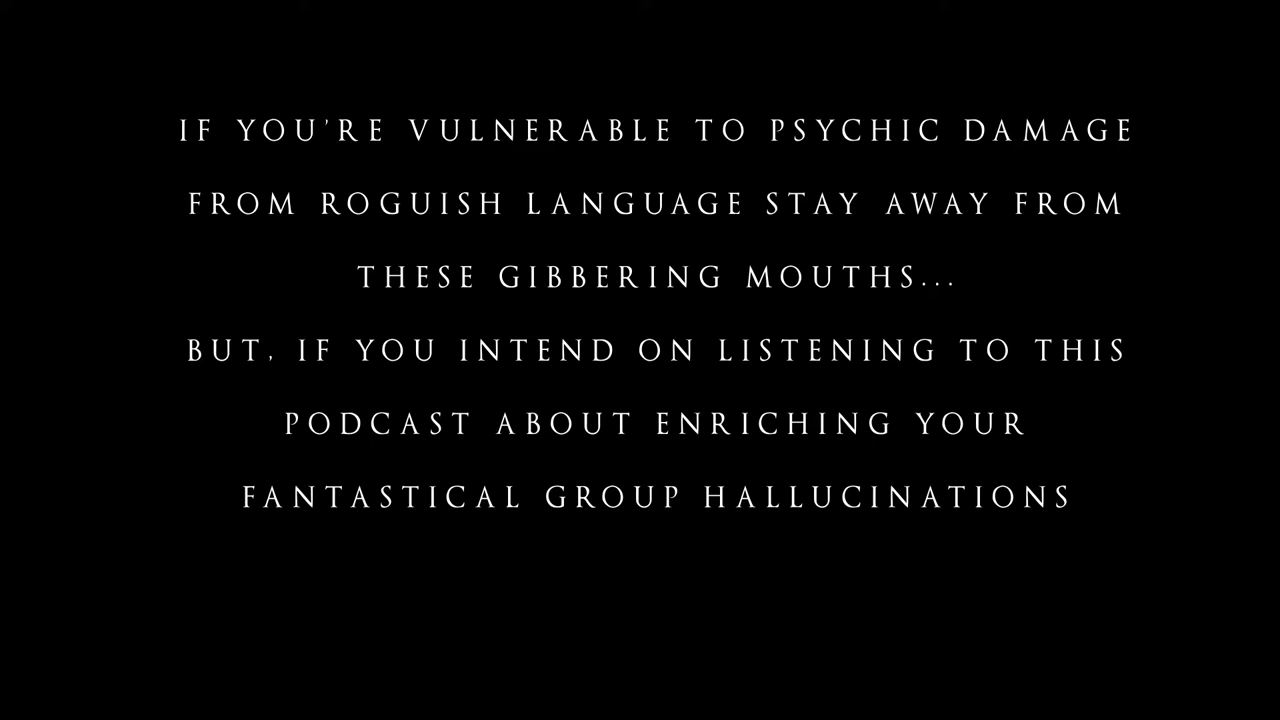 IF YOU'RE VULNERABLE TO PSYCHIC DAMAGE
FROM ROGUISH LANGUAGE STAY AWAY FROM
THESE GIBBERING MOUTHS...
BUT, IF YOU INTEND ON LISTENING TO THIS
PODCAST ABOUT ENRICHING YOUR
FANTASTICAL GROUP HALLUCINATIONS